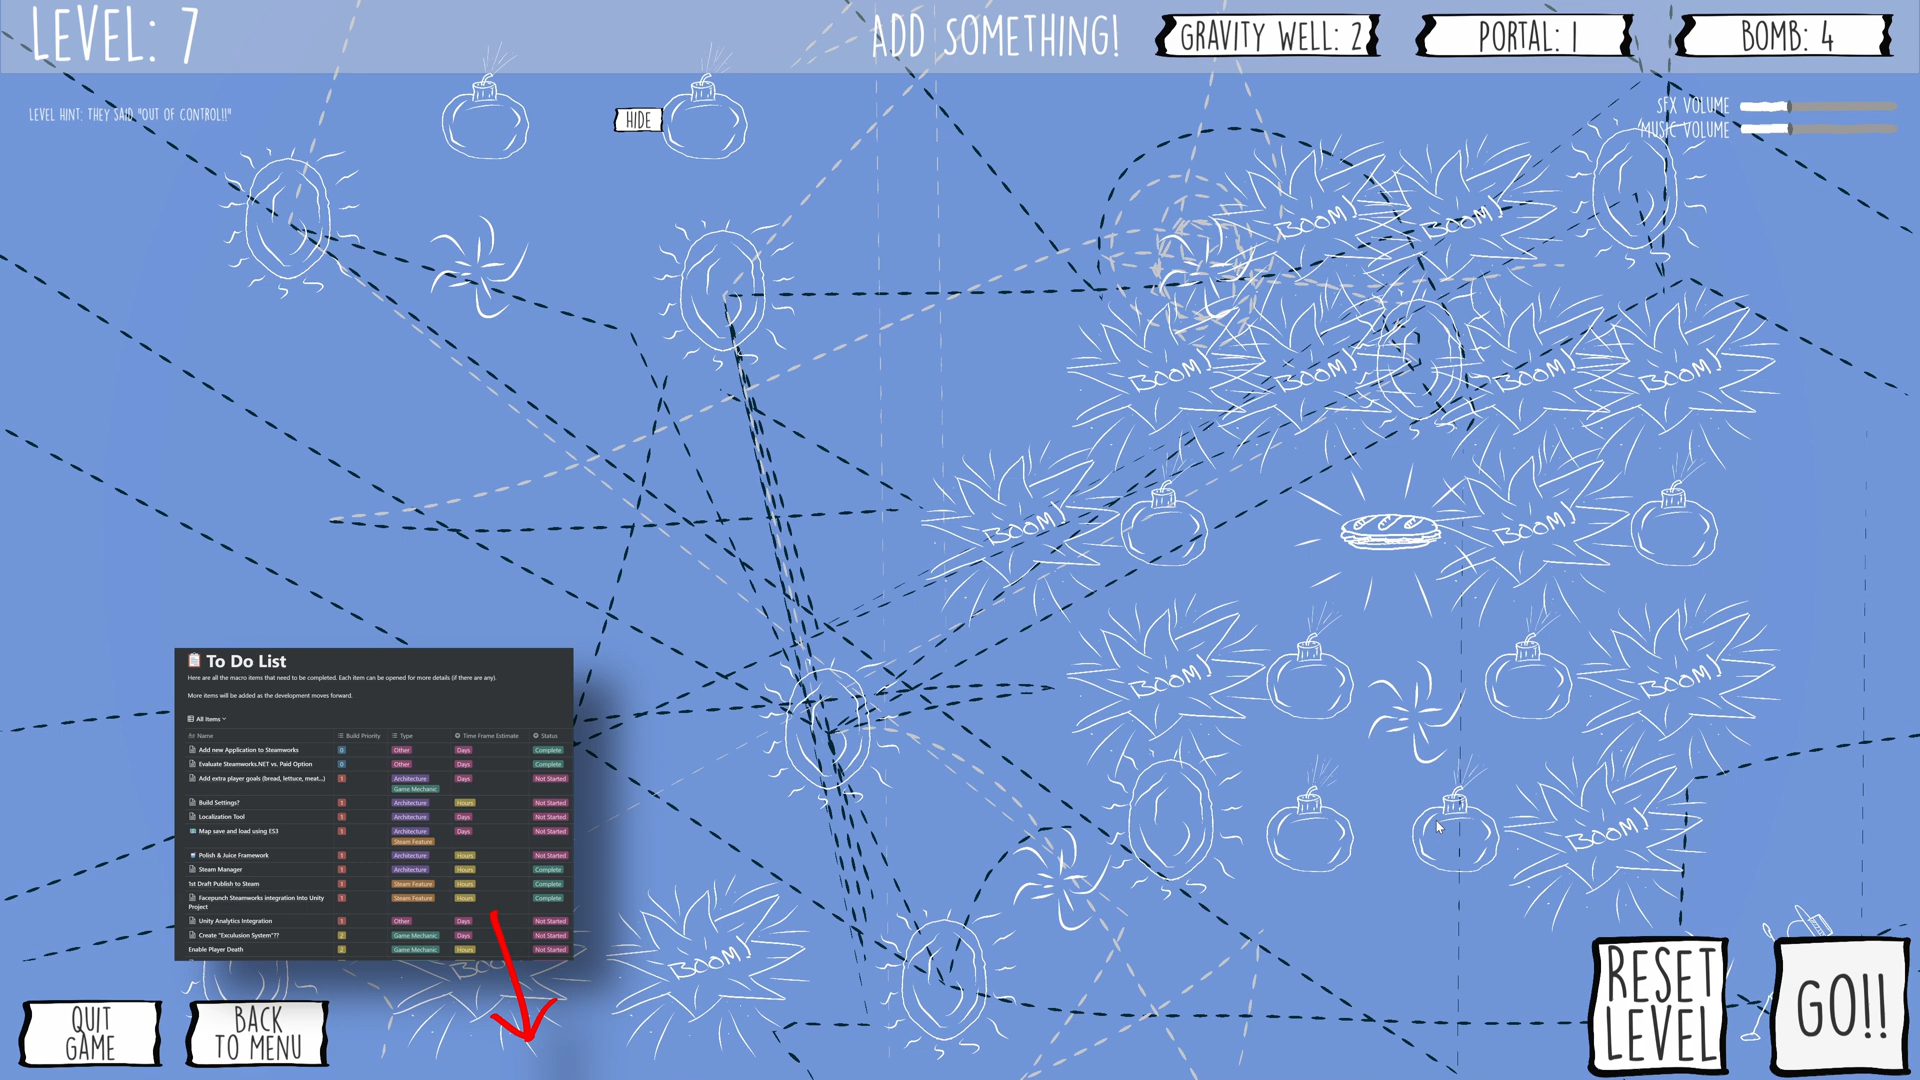 LEVEL: 7
ADD SOMETHING!
GRAVITY WELL: 2
PORTAL: 1
BOMB: 4
LEVEL HINT: THEY SAID "OUT OF CONTROL!!"
HIDE
SFX VOLUME
MUSIC VOLUME
BOOM!
BOOM!
BOOM!
BOOM!
BOOM!
BOOM!
BOOM!
BOOM!
BOOM!
BOOM!
BOOM!
BOOM!
BOOM!
To Do List
Here are all the macro items that need to be completed. Each item can be opened for more details (if there are any).
More items will be added as the development moves forward.
All Items
Name Build Priority Type Time Frame Estimate Status
Add new Application to Steamworks 0 Other Days Complete
Evaluate Steamworks.NET vs. Paid Option 0 Other Days Complete
Add extra player goals (bread, lettuce, meat...) 1 Architecture Days Not Started
Game Mechanic
Build Settings? 1 Architecture Hours Not Started
Localization Tool 1 Architecture Days Not Started
Map save and load using ES3 1 Architecture Days Not Started
Steam Feature
Polish & Juice Framework 1 Architecture Hours Not Started
Steam Manager 1 Architecture Hours Complete
1st Draft Publish to Steam 1 Steam Feature Hours Complete
Facepunch Steamworks integration Into Unity 1 Steam Feature Hours Complete
Project
Unity Analytics Integration 1 Other Days Not Started
Create "Exculusion System"?? 2 Game Mechanic Days Not Started
Enable Player Death 2 Game Mechanic Hours Not Started
QUIT
GAME
BACK
TO MENU
RESET
LEVEL
GO!!